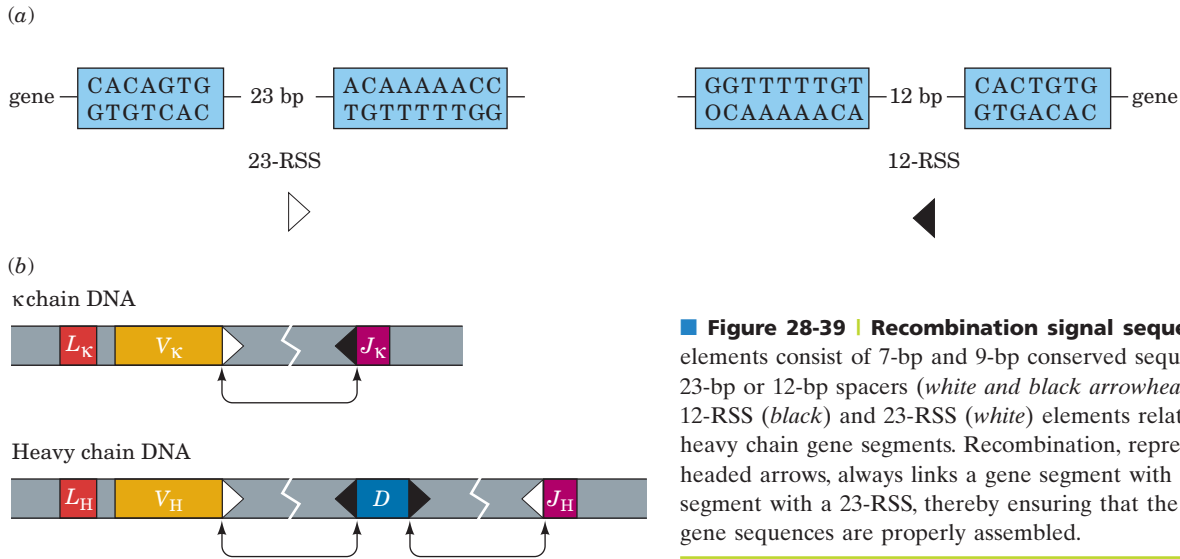 (a)
gene CACAGTG 23 bp ACAAAAACC GGTTTTTGT 12 bp CACTGTG gene
GTGTCAC TGTTTTTGG OCAAAAACA GTGACAC
23-RSS 12-RSS
(b)
κ chain DNA
Lκ Vκ Jκ
Heavy chain DNA
LH VH D JH
■ Figure 28-39 | Recombination signal seque
elements consist of 7-bp and 9-bp conserved sequ
23-bp or 12-bp spacers (white and black arrowhea
12-RSS (black) and 23-RSS (white) elements relat
heavy chain gene segments. Recombination, repre
headed arrows, always links a gene segment with
segment with a 23-RSS, thereby ensuring that the
gene sequences are properly assembled.